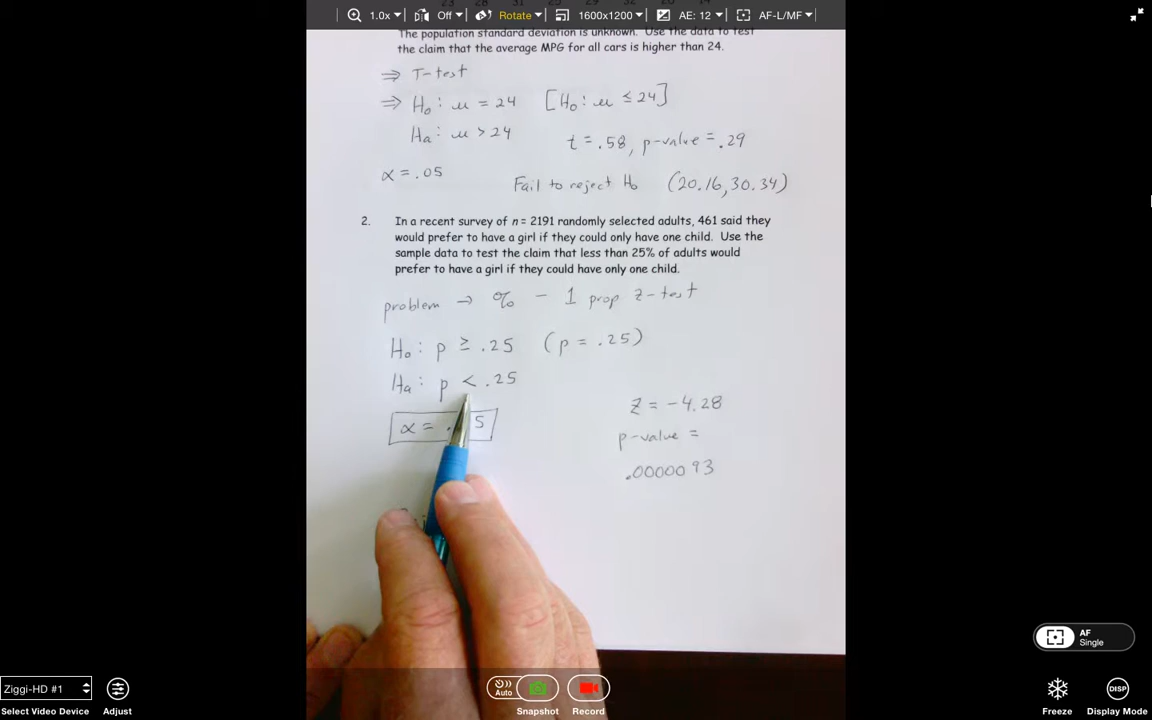 1.0x Off Rotate 1600x1200 AE: 12 AF-L/MF
The population standard deviation is unknown. Use the data to test
the claim that the average MPG for all cars is higher than 24.
⇒ T-test
⇒ H₀ : μ = 24 [H₀ : μ ≤ 24]
Ha : μ > 24
t = .58, p-value = .29
α = .05
Fail to reject H₀ (20.16, 30.34)
2. In a recent survey of n = 2191 randomly selected adults, 461 said they
would prefer to have a girl if they could only have one child. Use the
sample data to test the claim that less than 25% of adults would
prefer to have a girl if they could have only one child.
problem → % - 1 prop z-test
H₀ : p ≥ .25 (p = .25)
Ha : p < .25
z = -4.28
α = . 5
p-value =
.0000093
AF
Single
Ziggi-HD #1
Auto
Select Video Device
Adjust
Snapshot
Record
Freeze
DISP
Display Mode